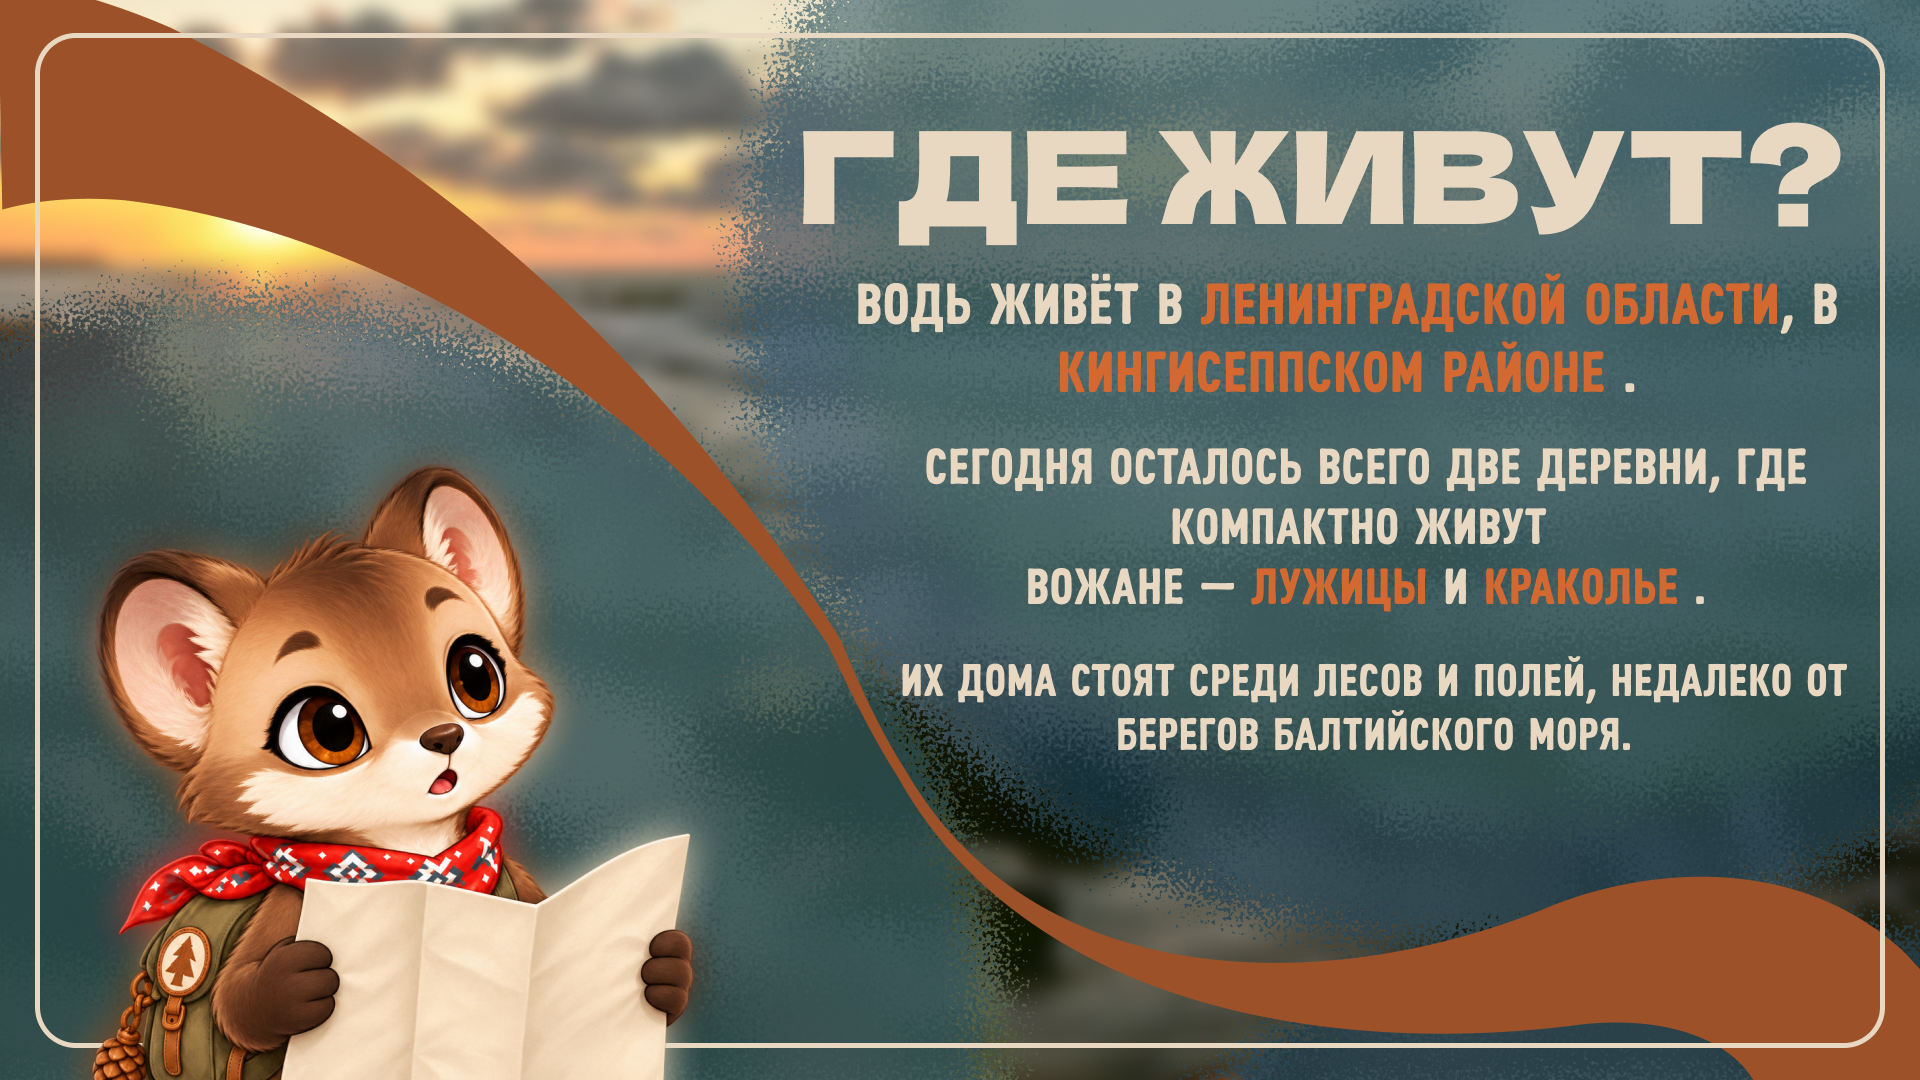 ГДЕ ЖИВУТ?
ВОДЬ ЖИВЁТ В ЛЕНИНГРАДСКОЙ ОБЛАСТИ, В
КИНГИСЕППСКОМ РАЙОНЕ .
СЕГОДНЯ ОСТАЛОСЬ ВСЕГО ДВЕ ДЕРЕВНИ, ГДЕ
КОМПАКТНО ЖИВУТ
ВОЖАНЕ — ЛУЖИЦЫ И КРАКОЛЬЕ .
ИХ ДОМА СТОЯТ СРЕДИ ЛЕСОВ И ПОЛЕЙ, НЕДАЛЕКО ОТ
БЕРЕГОВ БАЛТИЙСКОГО МОРЯ.